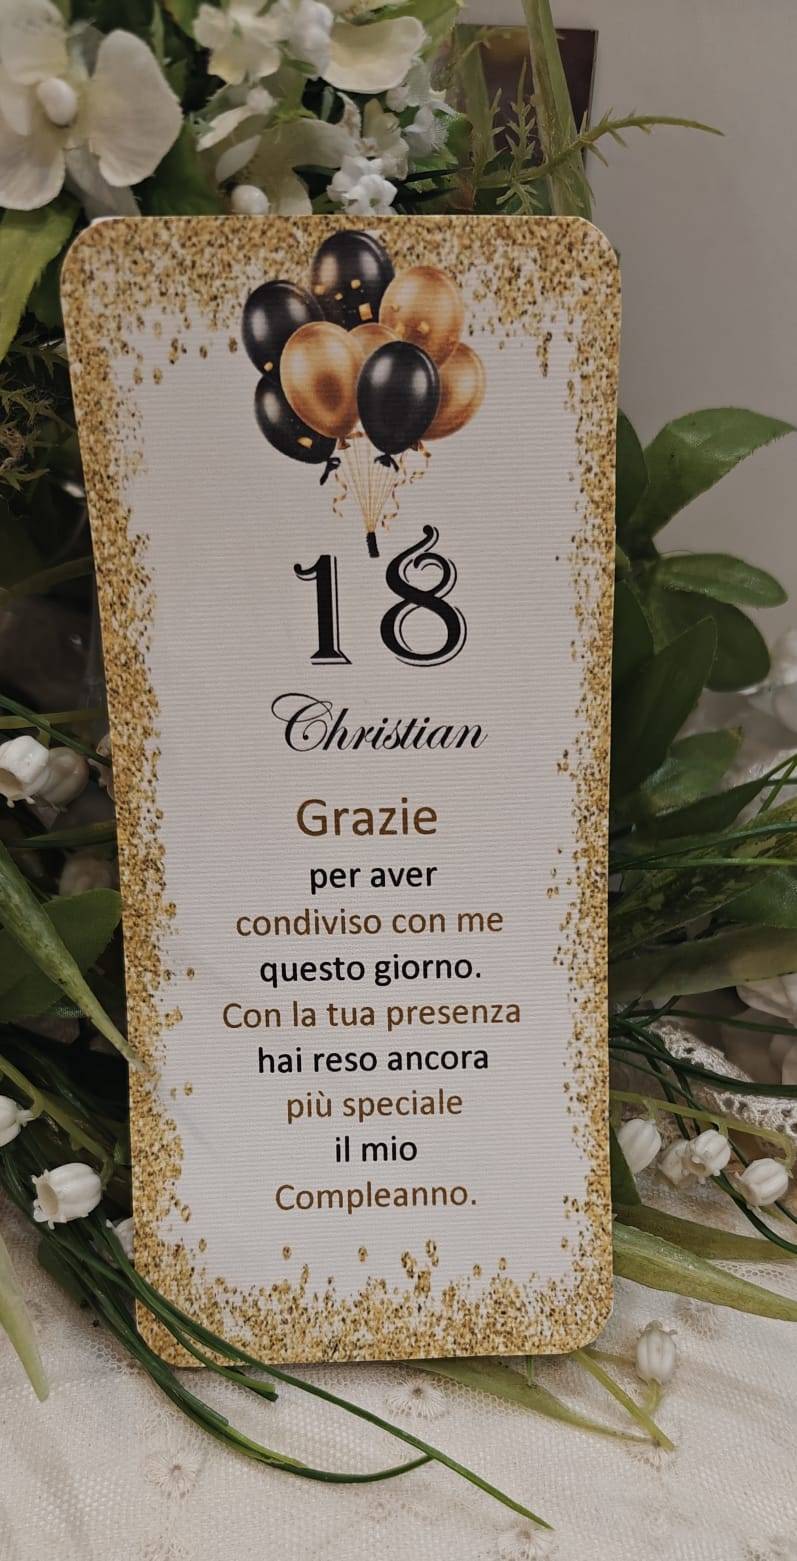 18
Christian
Grazie
per aver
condiviso con me
questo giorno.
Con la tua presenza
hai reso ancora
più speciale
il mio
Compleanno.